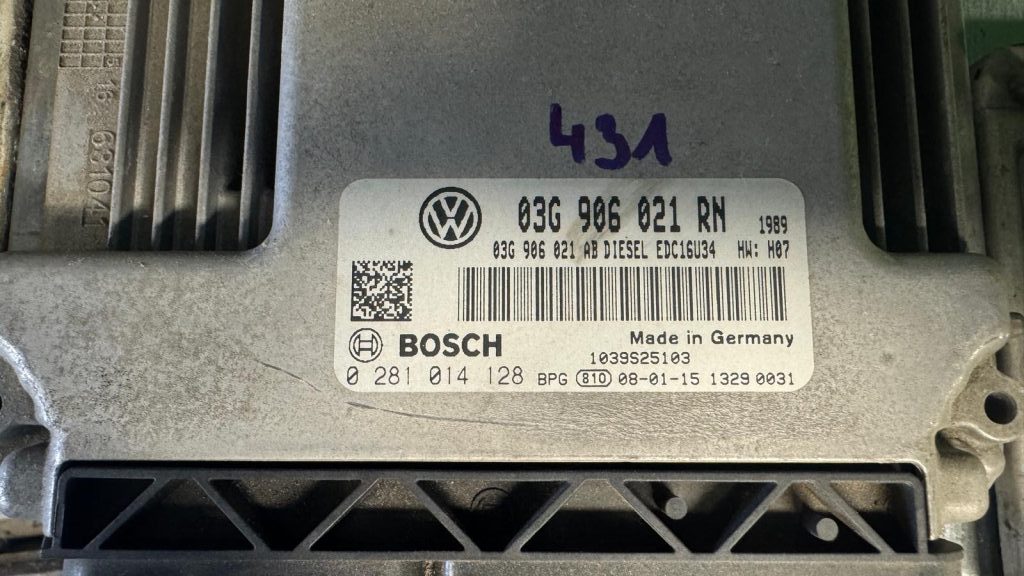 431
03G 906 021 RN 1989
03G 906 021 AB DIESEL EDC16U34 HW: H07
BOSCH
Made in Germany
1039S25103
0 281 014 128 BPG 810 08-01-15 1329 0031